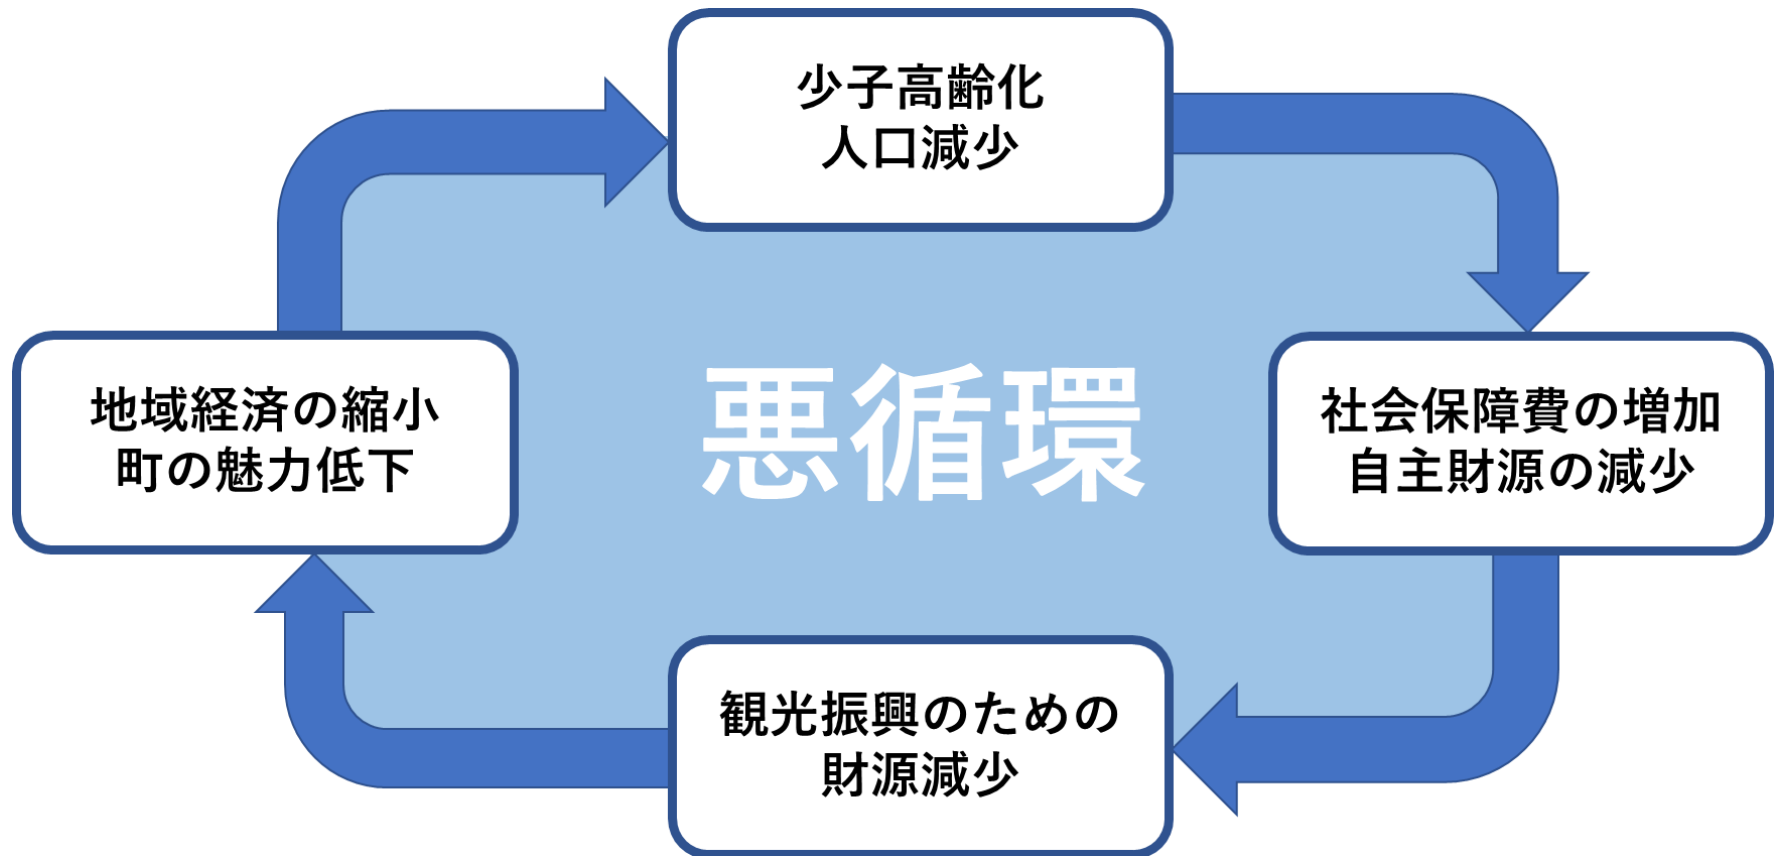 少子高齢化
人口減少
地域経済の縮小
町の魅力低下
悪循環
社会保障費の増加
自主財源の減少
観光振興のための
財源減少